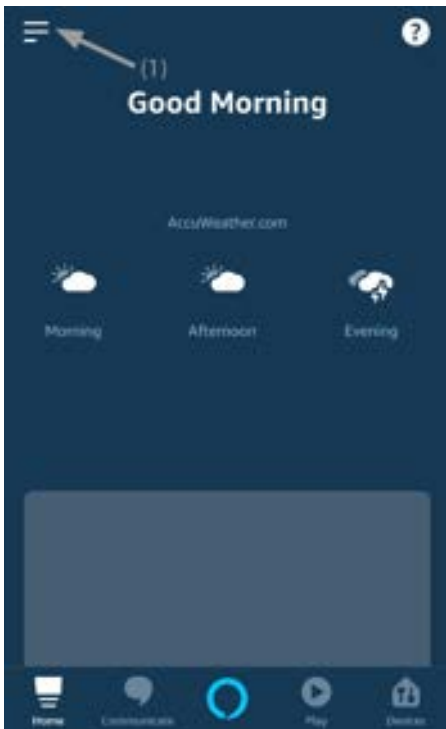 ?
(1)
Good Morning
AccuWeather.com
Morning Afternoon Evening
Home Communicate Play Devices